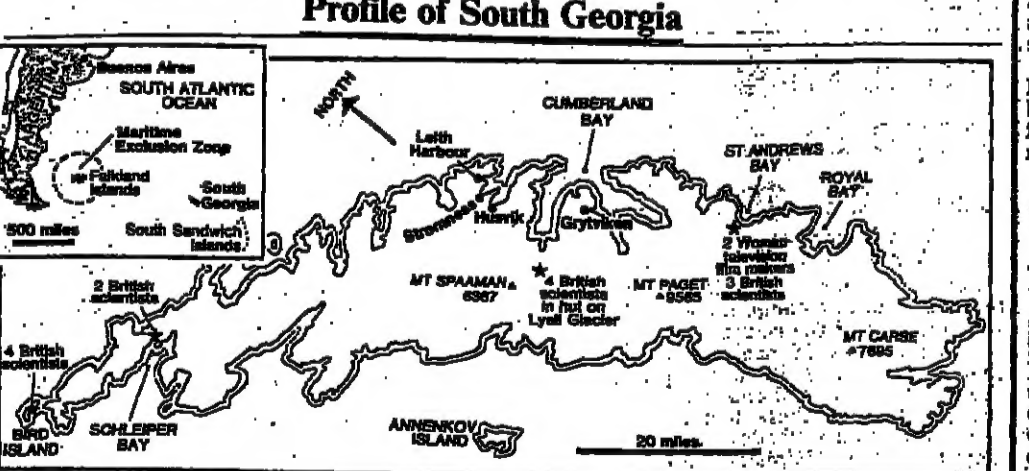 Profile of South Georgia
Buenos Aires
SOUTH ATLANTIC
OCEAN
ARGENTINA
Maritime
Exclusion Zone
Falkland
Islands
South
Georgia
500 miles
South Sandwich
Islands
NORTH
CUMBERLAND
BAY
Leith
Harbour
ST ANDREWS
BAY
ROYAL
BAY
Stromness
Husvik
Grytviken
2 Women
television
film makers
3 British
scientists
2 British
scientists
MT SPAAMAN
6367
4 British
scientists
in hut on
Lyall Glacier
MT PAGET
9565
MT CARSE
7695
4 British
scientists
BIRD
ISLAND
SCHLEIPER
BAY
ANNENKOV
ISLAND
20 miles